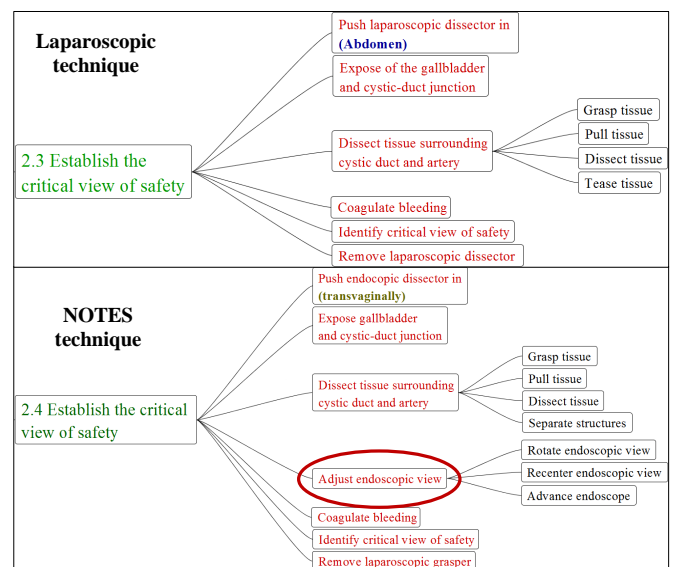 Laparoscopic
technique
2.3 Establish the
critical view of safety
Push laparoscopic dissector in
(Abdomen)
Expose of the gallbladder
and cystic-duct junction
Dissect tissue surrounding
cystic duct and artery
Grasp tissue
Pull tissue
Dissect tissue
Tease tissue
Coagulate bleeding
Identify critical view of safety
Remove laparoscopic dissector
NOTES
technique
2.4 Establish the critical
view of safety
Push endocopic dissector in
(transvaginally)
Expose gallbladder
and cystic-duct junction
Dissect tissue surrounding
cystic duct and artery
Grasp tissue
Pull tissue
Dissect tissue
Separate structures
Adjust endoscopic view
Rotate endoscopic view
Recenter endoscopic view
Advance endoscope
Coagulate bleeding
Identify critical view of safety
Remove laparoscopic grasper